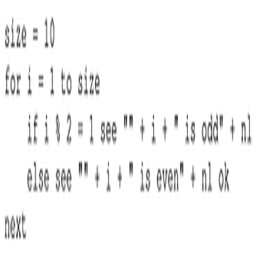 size = 10
for i = 1 to size
if i % 2 = 1 see "" + i + " is odd" + nl
else see "" + i + " is even" + nl ok
next